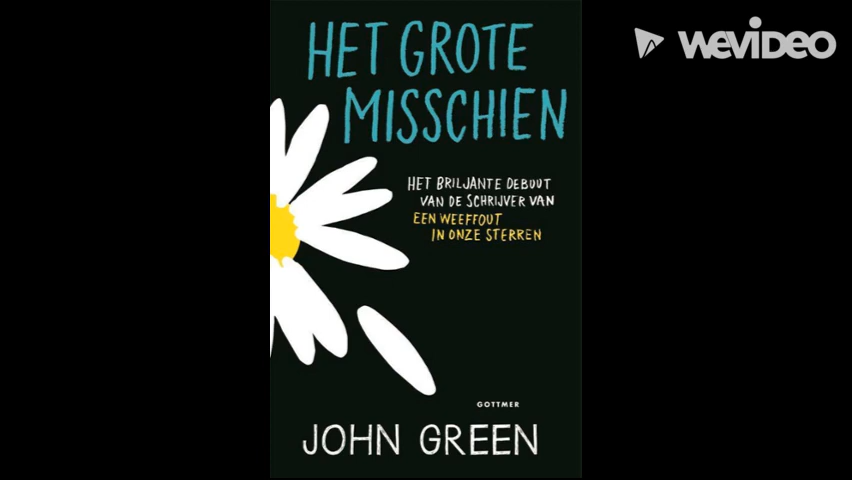 WeVideo
HET GROTE
MISSCHIEN
HET BRILJANTE DEBUUT
VAN DE SCHRIJVER VAN
EEN WEEFFOUT
IN ONZE STERREN
GOTTMER
JOHN GREEN